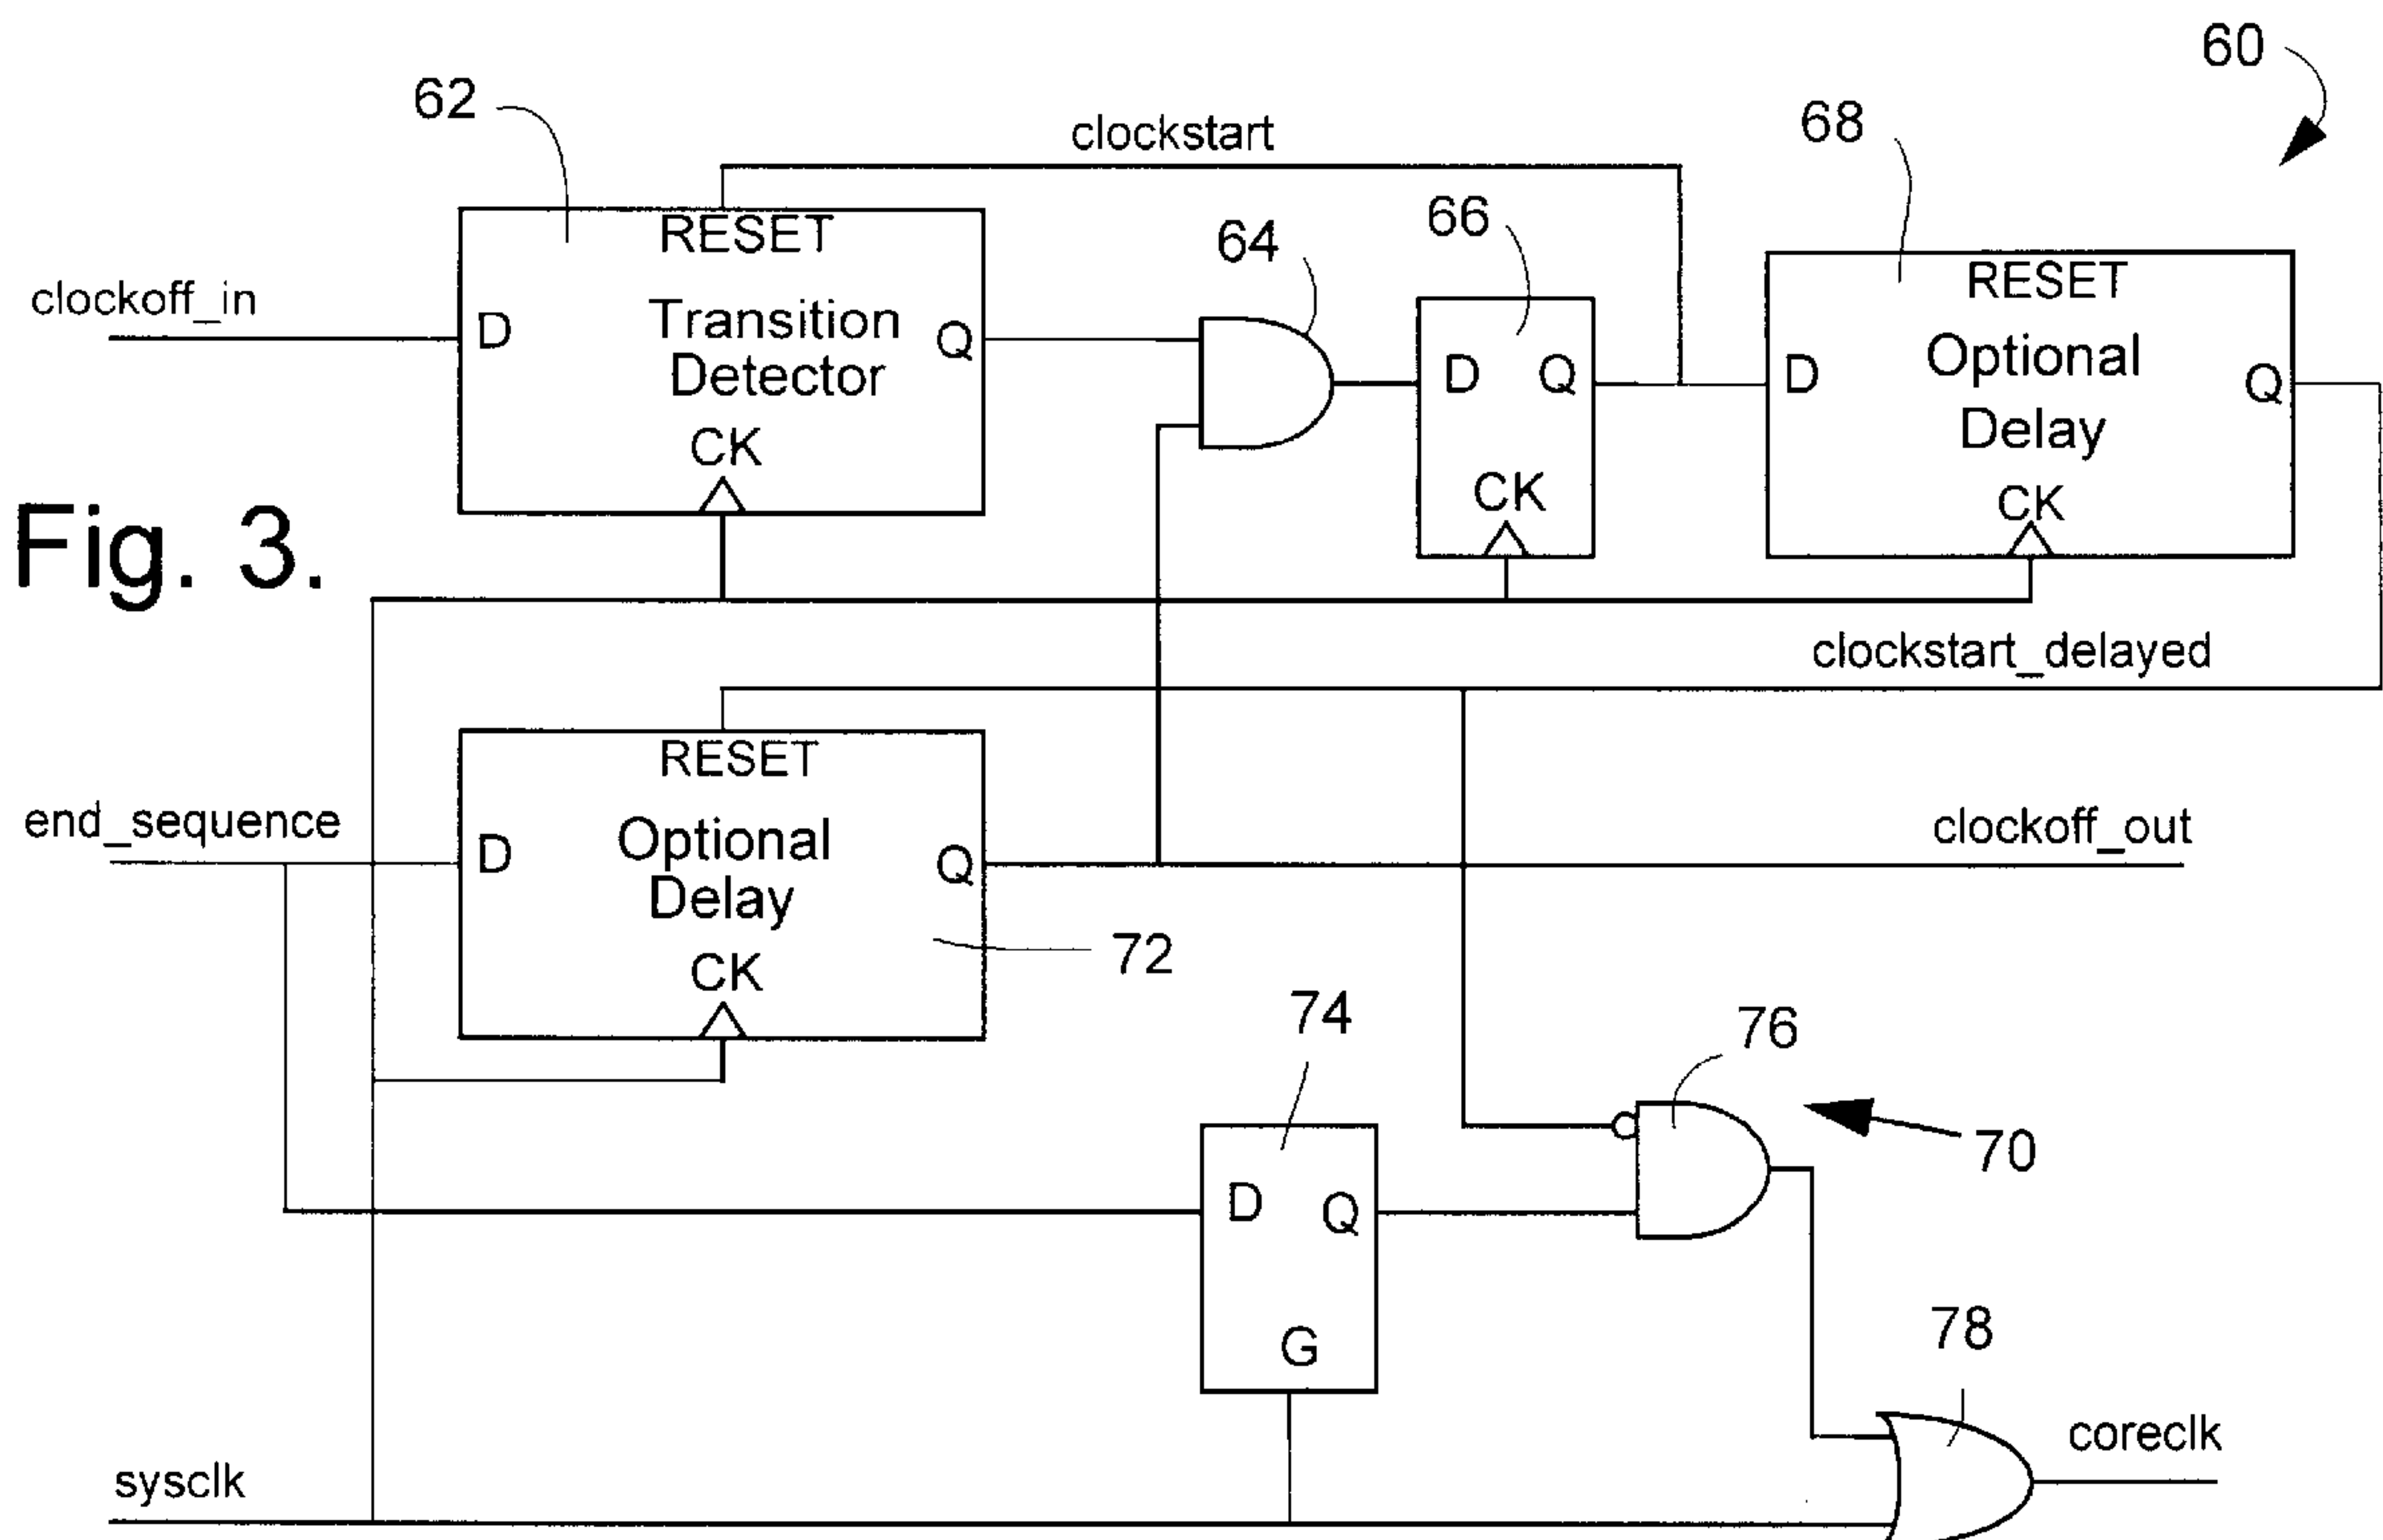 60
62
clockstart
68
RESET
66
64
RESET
clockoff_in
D
Transition
Detector
Q
D
Q
D
Optional
Delay
Q
CK
CK
CK
Fig. 3.
clockstart_delayed
RESET
end_sequence
D
Optional
Delay
Q
clockoff_out
CK
72
74
76
70
D
Q
G
78
coreclk
sysclk